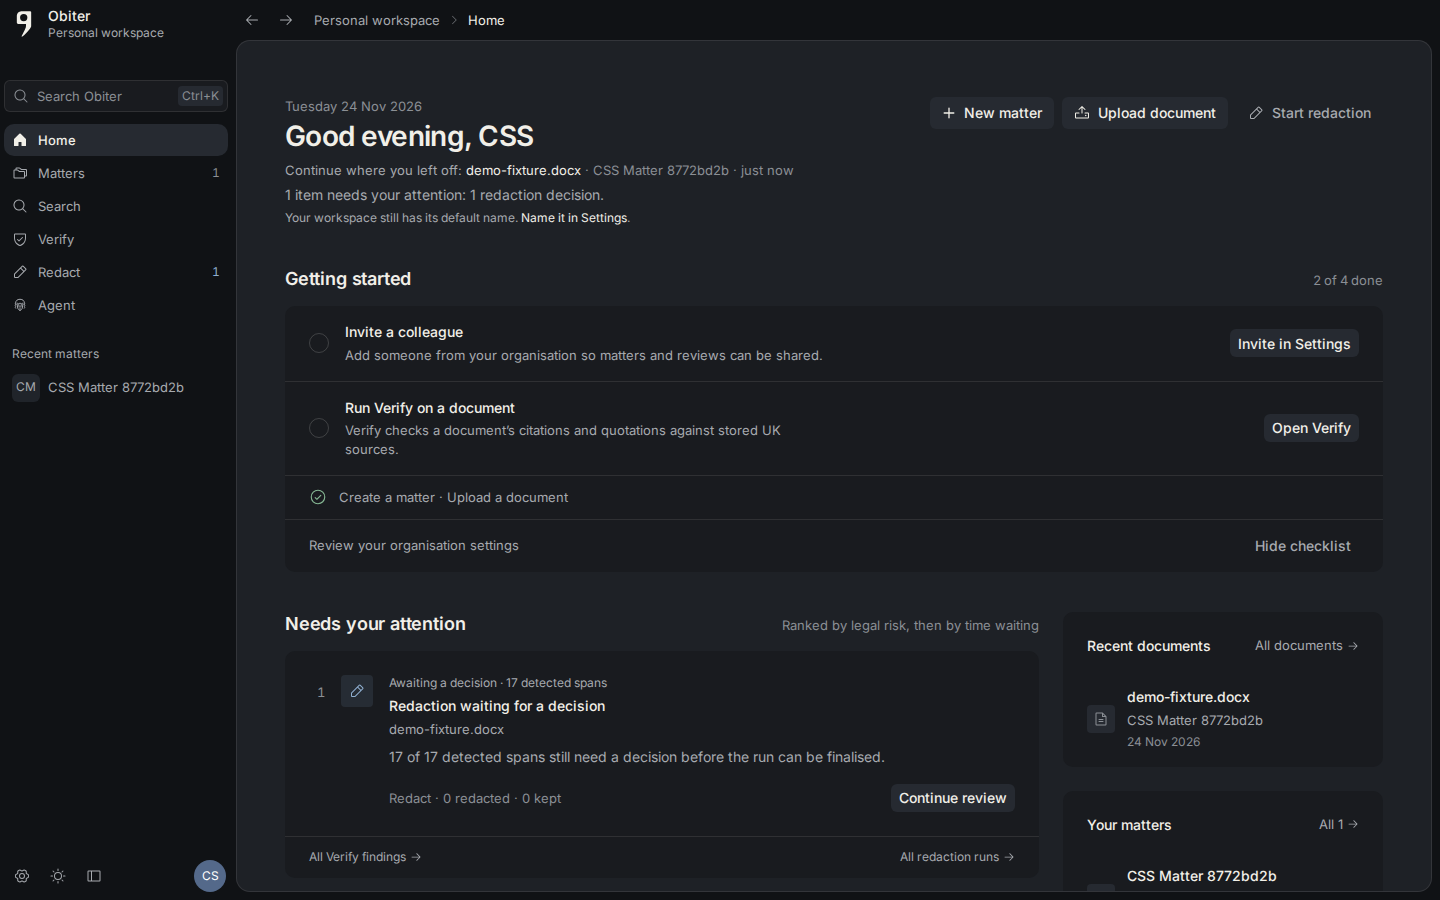 Obiter
Personal workspace
Search Obiter
Ctrl+K
Home
Matters
1
Search
Verify
Redact
1
Agent
Recent matters
CM
CSS Matter 8772bd2b
CS
Personal workspace
Home
Tuesday 24 Nov 2026
Good evening, CSS
Continue where you left off: demo-fixture.docx · CSS Matter 8772bd2b · just now
1 item needs your attention: 1 redaction decision.
Your workspace still has its default name. Name it in Settings.
New matter
Upload document
Start redaction
Getting started
2 of 4 done
Invite a colleague
Add someone from your organisation so matters and reviews can be shared.
Invite in Settings
Run Verify on a document
Verify checks a document’s citations and quotations against stored UK
sources.
Open Verify
Create a matter · Upload a document
Review your organisation settings
Hide checklist
Needs your attention
Ranked by legal risk, then by time waiting
1
Awaiting a decision · 17 detected spans
Redaction waiting for a decision
demo-fixture.docx
17 of 17 detected spans still need a decision before the run can be finalised.
Redact · 0 redacted · 0 kept
Continue review
All Verify findings →
All redaction runs →
Recent documents
All documents →
demo-fixture.docx
CSS Matter 8772bd2b
24 Nov 2026
Your matters
All 1 →
CSS Matter 8772bd2b